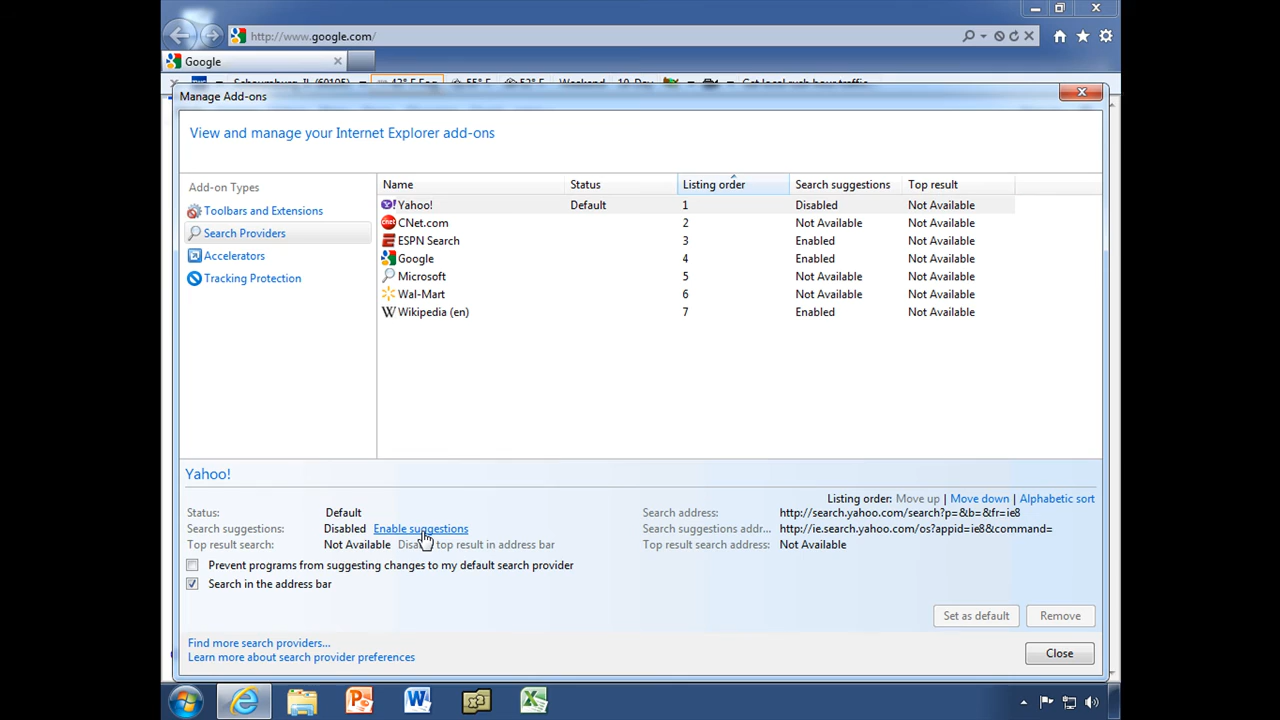 http://www.google.com/
Google
Manage Add-ons
View and manage your Internet Explorer add-ons
Add-on Types
Toolbars and Extensions
Search Providers
Accelerators
Tracking Protection
Name Status Listing order Search suggestions Top result
Yahoo! Default 1 Disabled Not Available
CNet.com 2 Not Available Not Available
ESPN Search 3 Enabled Not Available
Google 4 Enabled Not Available
Microsoft 5 Not Available Not Available
Wal-Mart 6 Not Available Not Available
Wikipedia (en) 7 Enabled Not Available
Yahoo!
Listing order: Move up | Move down | Alphabetic sort
Status: Default Search address: http://search.yahoo.com/search?p=&b=&fr=ie8
Search suggestions: Disabled Enable suggestions Search suggestions addr... http://ie.search.yahoo.com/os?appid=ie8&command=
Top result search: Not Available top result in address bar Top result search address: Not Available
Prevent programs from suggesting changes to my default search provider
Search in the address bar
Set as default Remove
Find more search providers...
Learn more about search provider preferences
Close